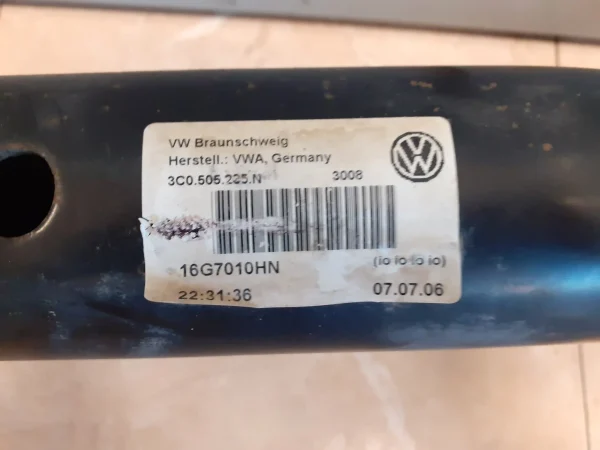 VW Braunschweig
Herstell.: VWA, Germany
3C0.505.225.N 3008
16G7010HN (io io io io)
22:31:36 07.07.06